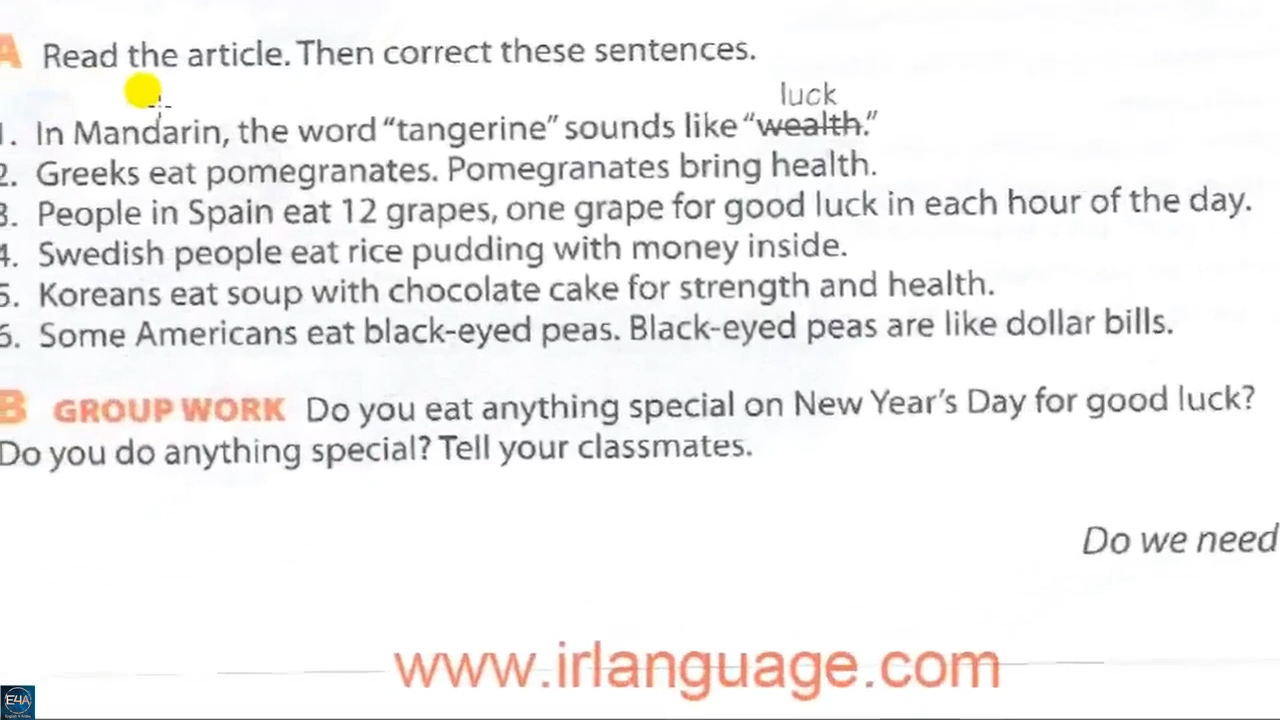 A Read the article. Then correct these sentences.
luck
1. In Mandarin, the word “tangerine” sounds like “wealth.”
2. Greeks eat pomegranates. Pomegranates bring health.
3. People in Spain eat 12 grapes, one grape for good luck in each hour of the day.
4. Swedish people eat rice pudding with money inside.
5. Koreans eat soup with chocolate cake for strength and health.
6. Some Americans eat black-eyed peas. Black-eyed peas are like dollar bills.
B GROUP WORK Do you eat anything special on New Year’s Day for good luck?
Do you do anything special? Tell your classmates.
Do we need
www.irlanguage.com
E4A